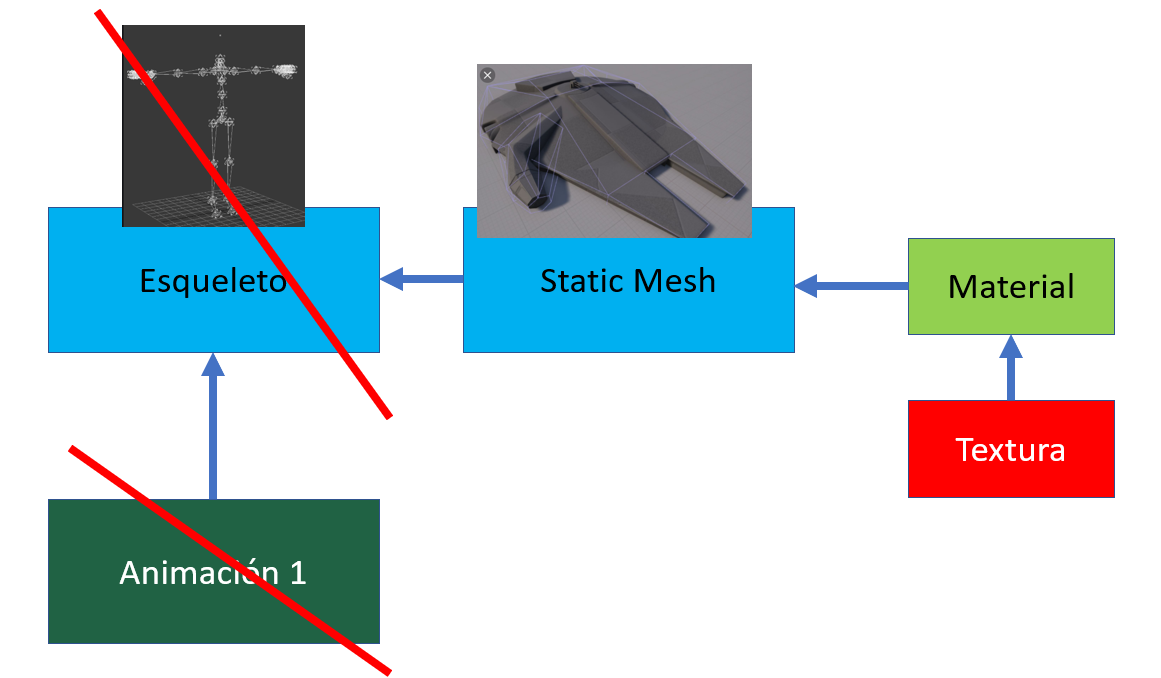 Esqueleto
Static Mesh
Material
Textura
Animación 1